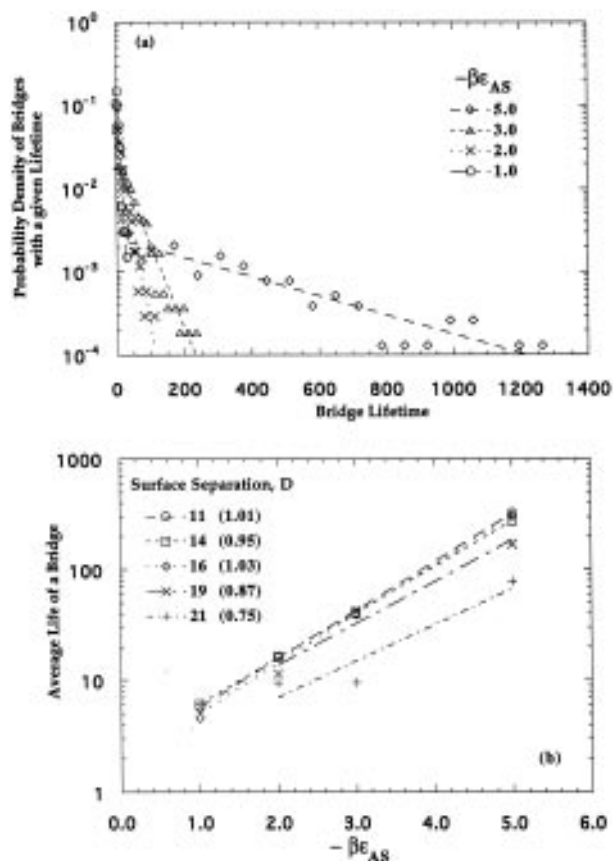 (a)
10^0
10^-1
10^-2
10^-3
10^-4
Probability Density of Bridges
with a given Lifetime
−βε_AS
5.0
3.0
2.0
1.0
0 200 400 600 800 1000 1200 1400
Bridge Lifetime
1000
100
10
1
Average Life of a Bridge
Surface Separation, D
11 (1.01)
14 (0.95)
16 (1.03)
19 (0.87)
21 (0.75)
(b)
0.0 1.0 2.0 3.0 4.0 5.0 6.0
− βε_AS